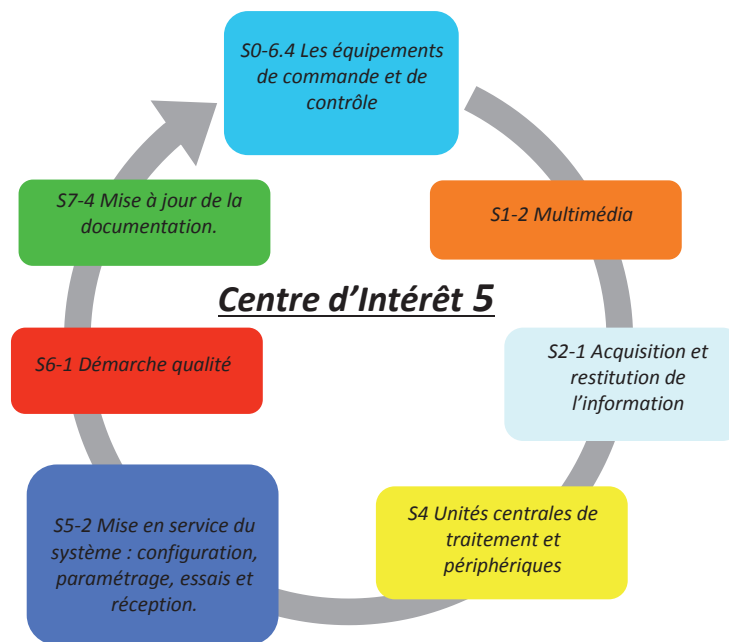 S0-6.4 Les équipements
de commande et de
contrôle
S7-4 Mise à jour de la
documentation.
S1-2 Multimédia
Centre d'Intérêt 5
S6-1 Démarche qualité
S2-1 Acquisition et
restitution de
l'information
S5-2 Mise en service du
système : configuration,
paramétrage, essais et
réception.
S4 Unités centrales de
traitement et
périphériques